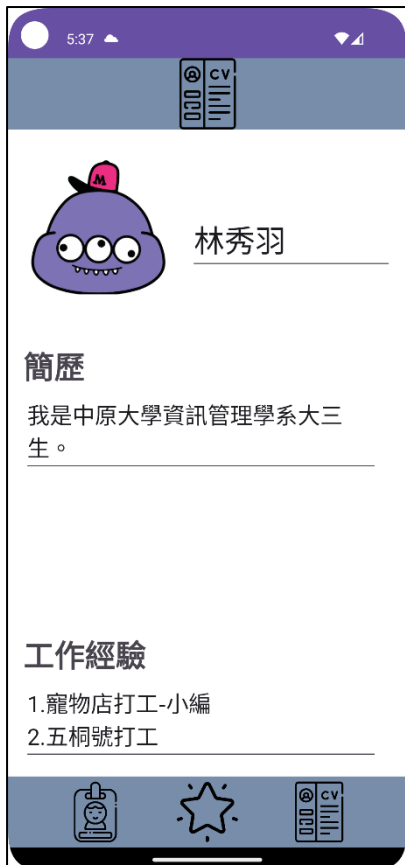 5:37
CV
M
林秀羽
簡歷
我是中原大學資訊管理學系大三
生。
工作經驗
1.寵物店打工-小編
2.五桐號打工
CV